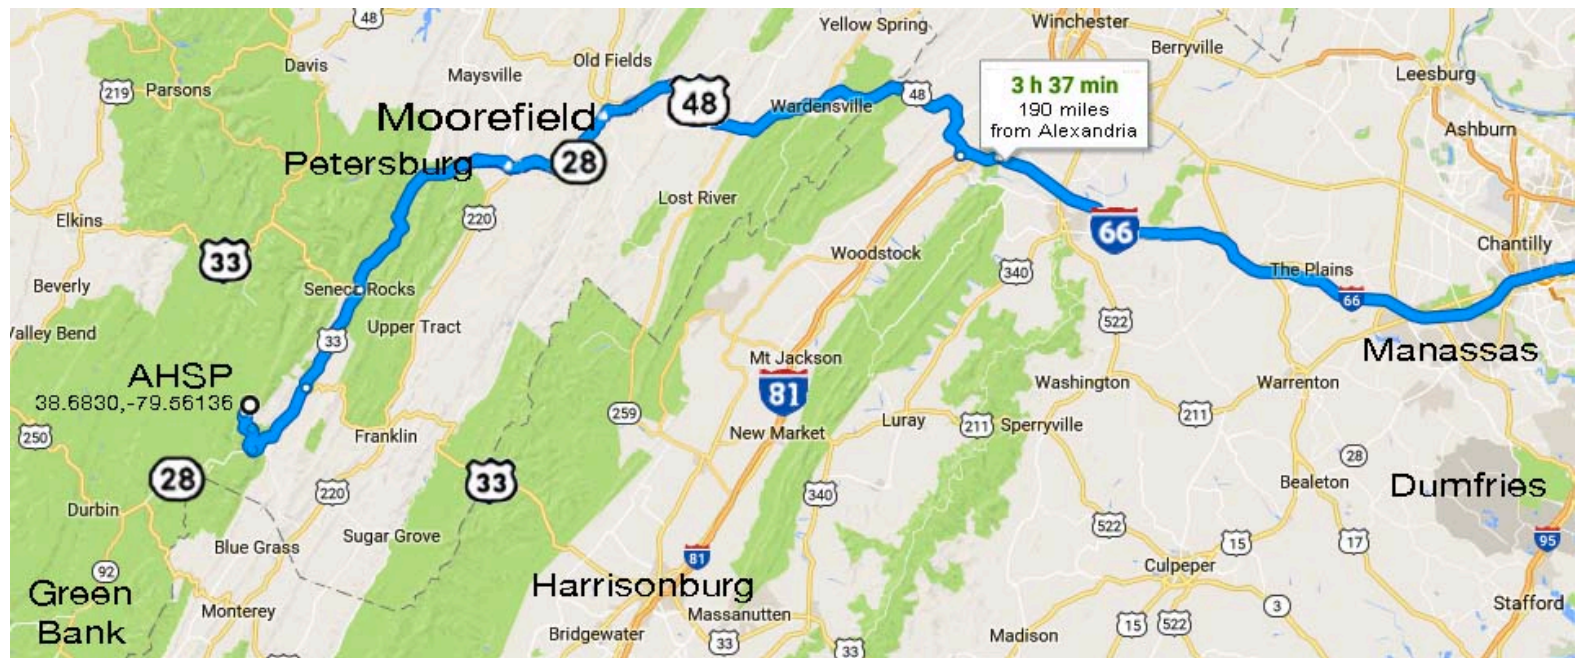 48
Yellow Spring
Winchester
Berryville
Davis
Old Fields
Maysville
Leesburg
219
Parsons
3 h 37 min
190 miles
from Alexandria
48
Wardensville
48
Moorefield
Ashburn
Petersburg
28
Lost River
Elkins
220
66
Chantilly
33
Woodstock
340
The Plains
Beverly
Seneca Rocks
66
Upper Tract
522
Valley Bend
33
Manassas
Mt Jackson
AHSP
38.6830,-79.56136
81
Washington
Warrenton
259
211
250
Franklin
New Market
Luray
211
Sperryville
28
28
33
220
340
Bealeton
Dumfries
Durbin
522
Sugar Grove
15
17
95
Blue Grass
81
92
Culpeper
Green
Bank
Harrisonburg
Monterey
Massanutten
3
Stafford
Bridgewater
33
33
Madison
15
522